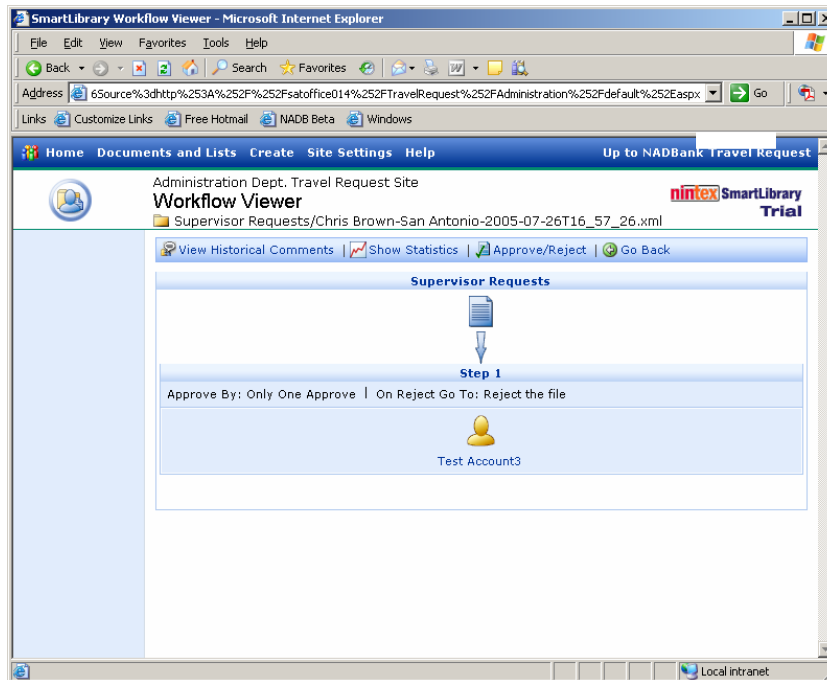 SmartLibrary Workflow Viewer - Microsoft Internet Explorer
File Edit View Favorites Tools Help
Back Search Favorites
Address 6Source%3dhttp%253A%252F%252Fsatoffice014%252FTravelRequest%252FAdministration%252Fdefault%252Easpx Go
Links Customize Links Free Hotmail NADB Beta Windows
Home Documents and Lists Create Site Settings Help Up to NADBank Travel Request
Administration Dept. Travel Request Site
Workflow Viewer
nintex SmartLibrary
Trial
Supervisor Requests/Chris Brown-San Antonio-2005-07-26T16_57_26.xml
View Historical Comments | Show Statistics | Approve/Reject | Go Back
Supervisor Requests
Step 1
Approve By: Only One Approve | On Reject Go To: Reject the file
Test Account3
Local intranet